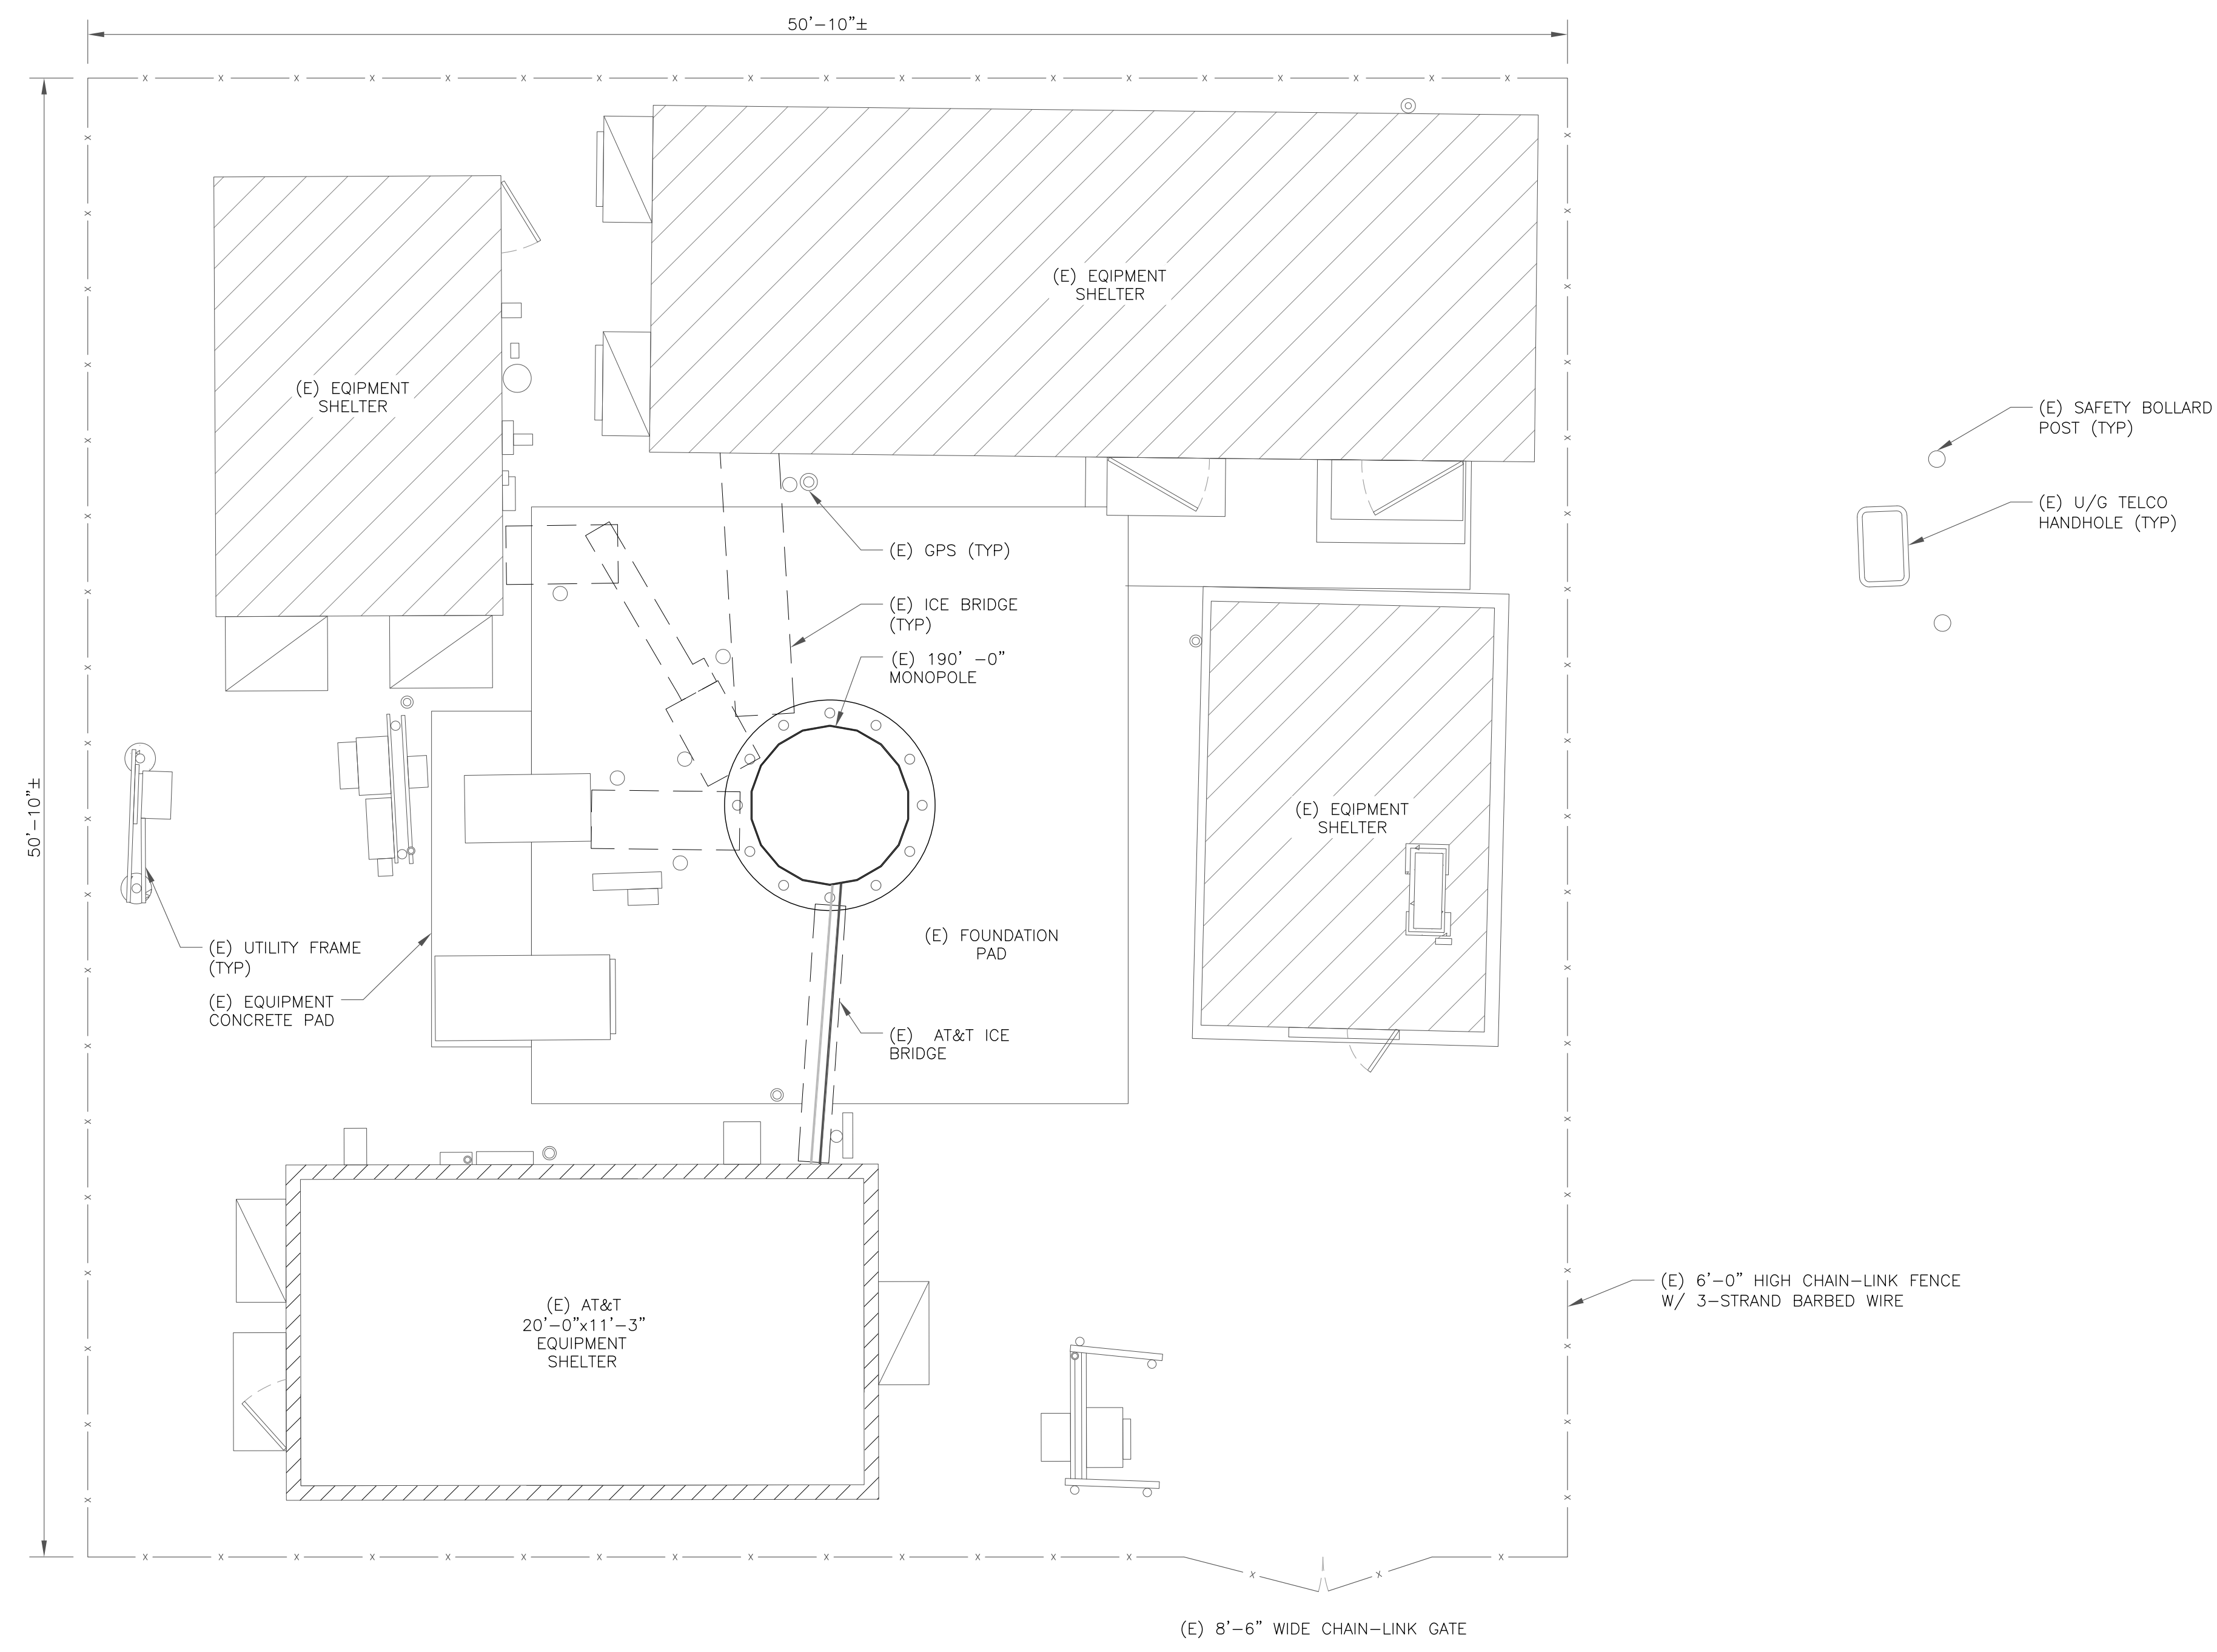 50'-10"±
(E) EQIPMENT
SHELTER
(E) EQIPMENT
SHELTER
(E) SAFETY BOLLARD
POST (TYP)
(E) U/G TELCO
HANDHOLE (TYP)
(E) GPS (TYP)
(E) ICE BRIDGE
(TYP)
(E) 190' -0"
MONOPOLE
50'-10"±
(E) EQIPMENT
SHELTER
(E) FOUNDATION
PAD
(E) UTILITY FRAME
(TYP)
(E) EQUIPMENT
CONCRETE PAD
(E) AT&T ICE
BRIDGE
(E) 6'-0" HIGH CHAIN-LINK FENCE
W/ 3-STRAND BARBED WIRE
(E) AT&T
20'-0"x11'-3"
EQUIPMENT
SHELTER
(E) 8'-6" WIDE CHAIN-LINK GATE